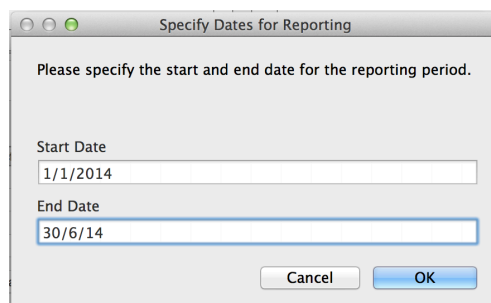 Specify Dates for Reporting
Please specify the start and end date for the reporting period.
Start Date
1/1/2014
End Date
30/6/14
Cancel
OK